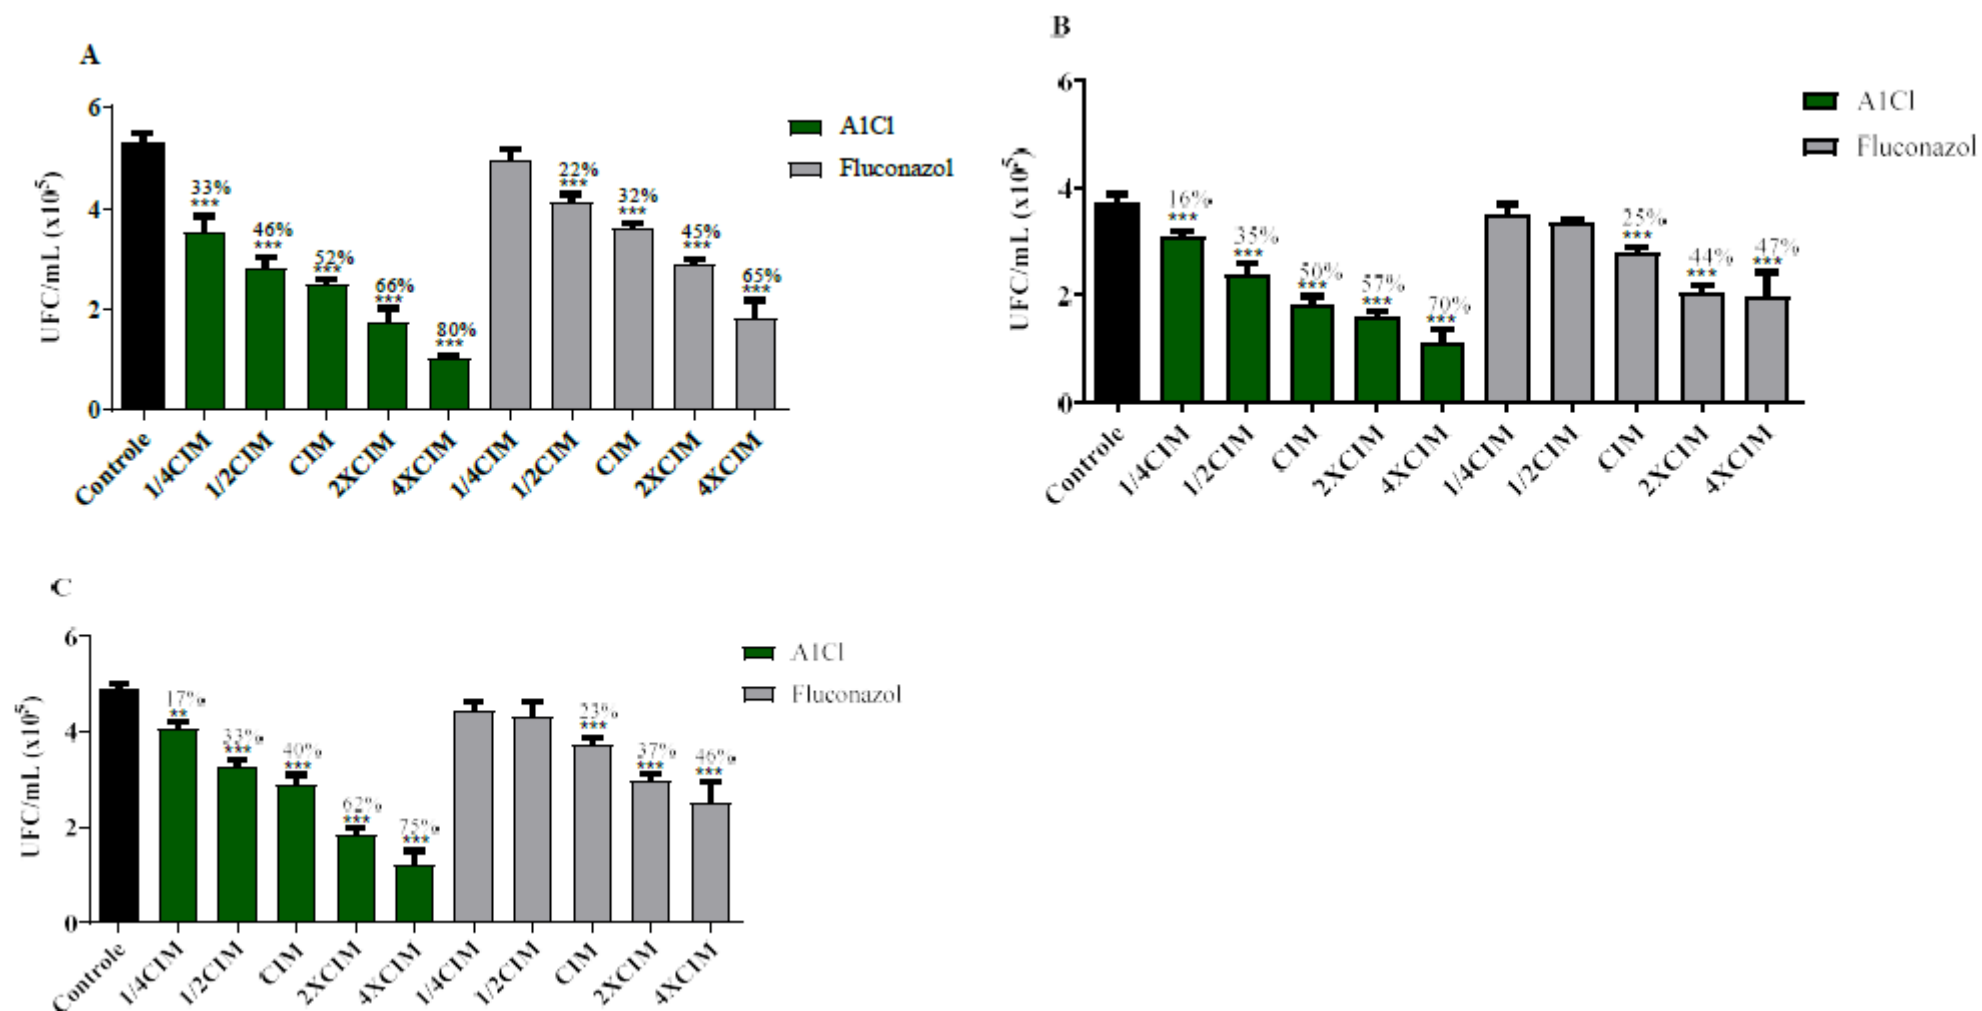 A
UFC/mL (x10⁵)
6
4
2
0
33%
***
46%
***
52%
***
66%
***
80%
***
22%
***
32%
***
45%
***
65%
***
A1Cl
Fluconazol
Controle
1/4CIM
1/2CIM
CIM
2XCIM
4XCIM
1/4CIM
1/2CIM
CIM
2XCIM
4XCIM
B
UFC/mL (x10⁵)
6
4
2
0
16%
***
35%
***
50%
***
57%
***
70%
***
25%
***
44%
***
47%
***
A1Cl
Fluconazol
Controle
1/4CIM
1/2CIM
CIM
2XCIM
4XCIM
1/4CIM
1/2CIM
CIM
2XCIM
4XCIM
C
UFC/mL (x10⁵)
6
4
2
0
17%
**
33%
***
40%
***
62%
***
75%
***
23%
***
37%
***
46%
***
A1Cl
Fluconazol
Controle
1/4CIM
1/2CIM
CIM
2XCIM
4XCIM
1/4CIM
1/2CIM
CIM
2XCIM
4XCIM